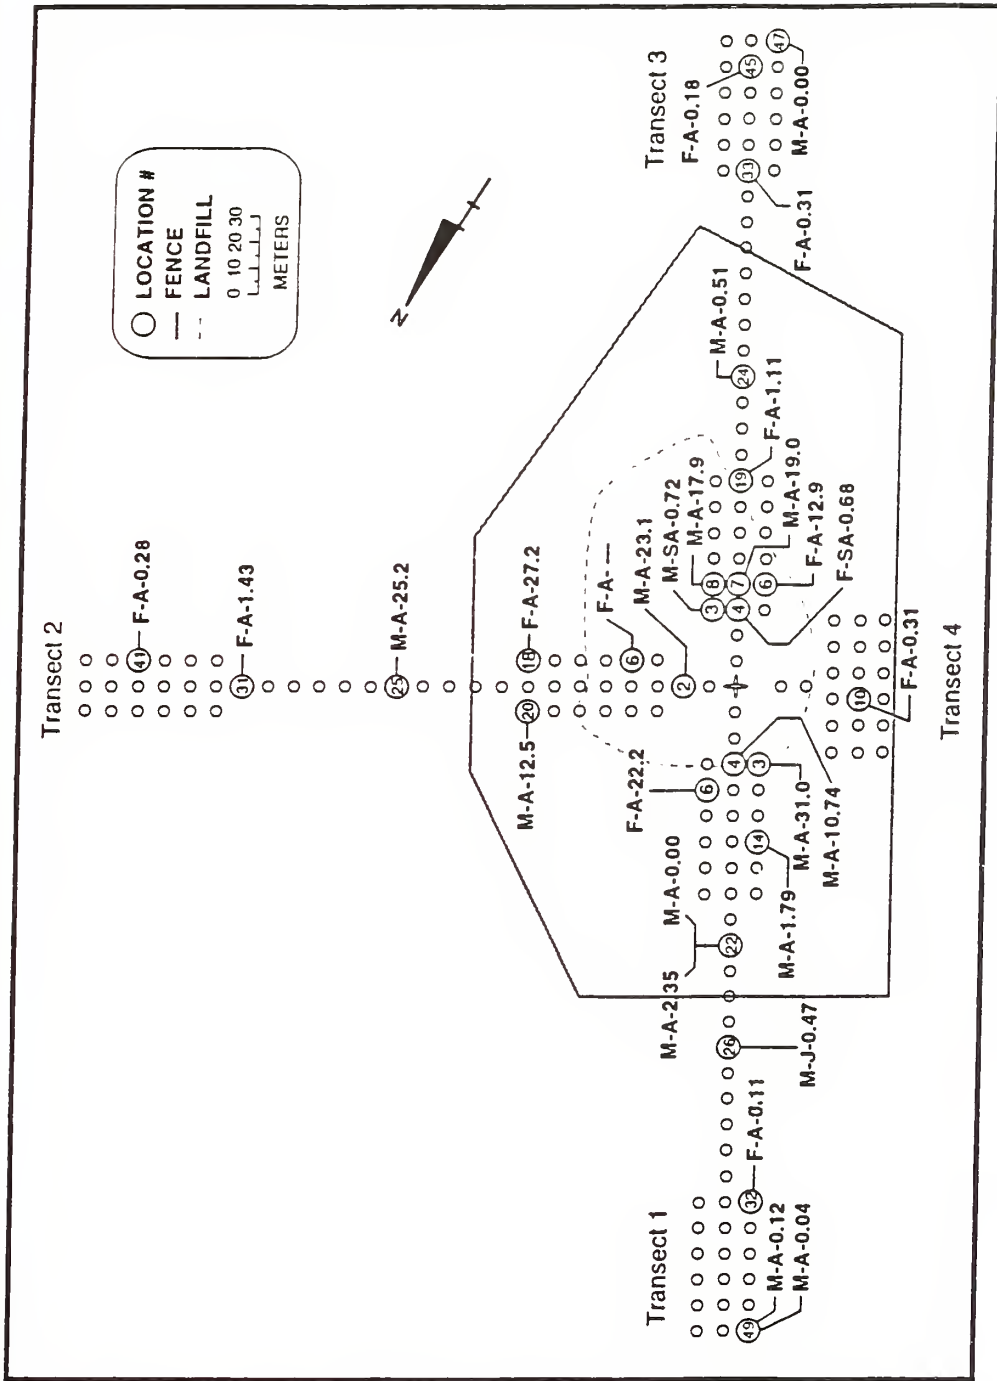 Transect 3
F-A-0.18
45
47
33
M-A-0.00
F-A-0.31
LOCATION #
FENCE
LANDFILL
0 10 20 30
METERS
N
Transect 2
41
F-A-0.28
31
F-A-1.43
25
M-A-25.2
20
M-A-12.5
18
F-A-27.2
6
F-A- —
2
M-A-23.1
3
M-SA-0.72
8
M-A-17.9
4
F-SA-0.68
7
M-A-19.0
6
F-A-12.9
19
F-A-1.11
24
M-A-0.51
10
F-A-0.31
Transect 4
6
F-A-22.2
4
M-A-10.74
3
M-A-31.0
14
M-A-1.79
22
M-A-0.00
M-A-2.35
26
M-J-0.47
Transect 1
32
F-A-0.11
49
M-A-0.12
M-A-0.04